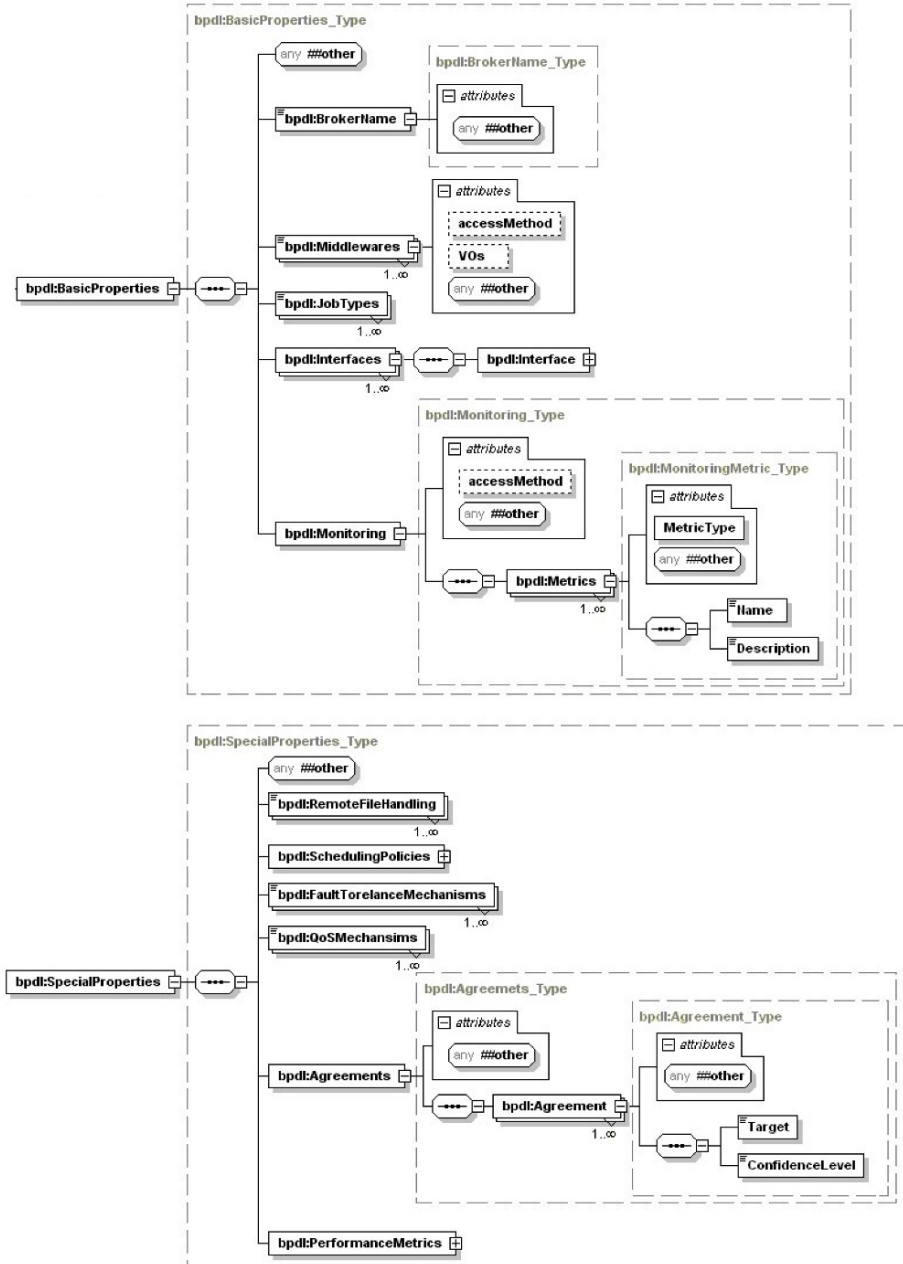 bpdl:BasicProperties_Type
any ##other
bpdl:BrokerName_Type
attributes
bpdl:BrokerName
any ##other
attributes
accessMethod
bpdl:Middlewares
VOs
1..∞
any ##other
bpdl:BasicProperties
bpdl:JobTypes
1..∞
bpdl:Interfaces
bpdl:Interface
1..∞
bpdl:Monitoring_Type
attributes
bpdl:MonitoringMetric_Type
accessMethod
attributes
any ##other
MetricType
bpdl:Monitoring
any ##other
bpdl:Metrics
1..∞
Name
Description
bpdl:SpecialProperties_Type
any ##other
bpdl:RemoteFileHandling
1..∞
bpdl:SchedulingPolicies
bpdl:FaultTorelanceMechanisms
1..∞
bpdl:QoSMechansims
1..∞
bpdl:SpecialProperties
bpdl:Agreemets_Type
bpdl:Agreement_Type
attributes
attributes
any ##other
any ##other
bpdl:Agreements
bpdl:Agreement
1..∞
Target
ConfidenceLevel
bpdl:PerformanceMetrics